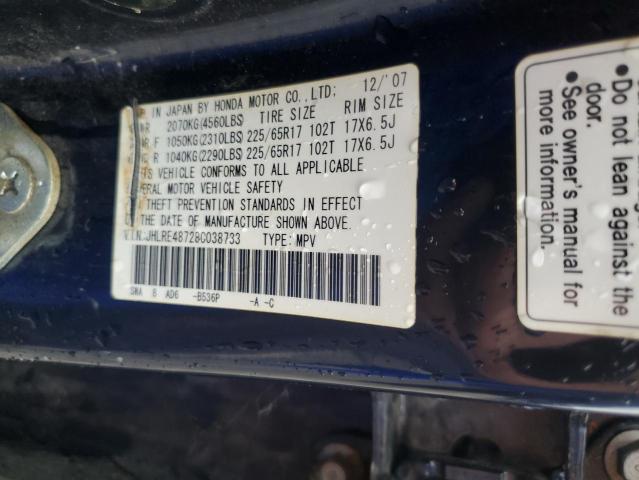 IN JAPAN BY HONDA MOTOR CO.,LTD: 12/'07
2070KG(4560LBS) TIRE SIZE RIM SIZE
F 1050KG(2310LBS) 225/65R17 102T 17X6.5J
R 1040KG(2290LBS) 225/65R17 102T 17X6.5J
VEHICLE CONFORMS TO ALL APPLICABLE
MOTOR VEHICLE SAFETY
THEFT PREVENTION STANDARDS IN EFFECT
THE DATE OF MANUFACTURE SHOWN ABOVE.
JHLRE48728C038733 TYPE: MPV
SWA 8 AD6 -B536P -A -C
●Do not lean against
door.
●See owner's manual for
more information.